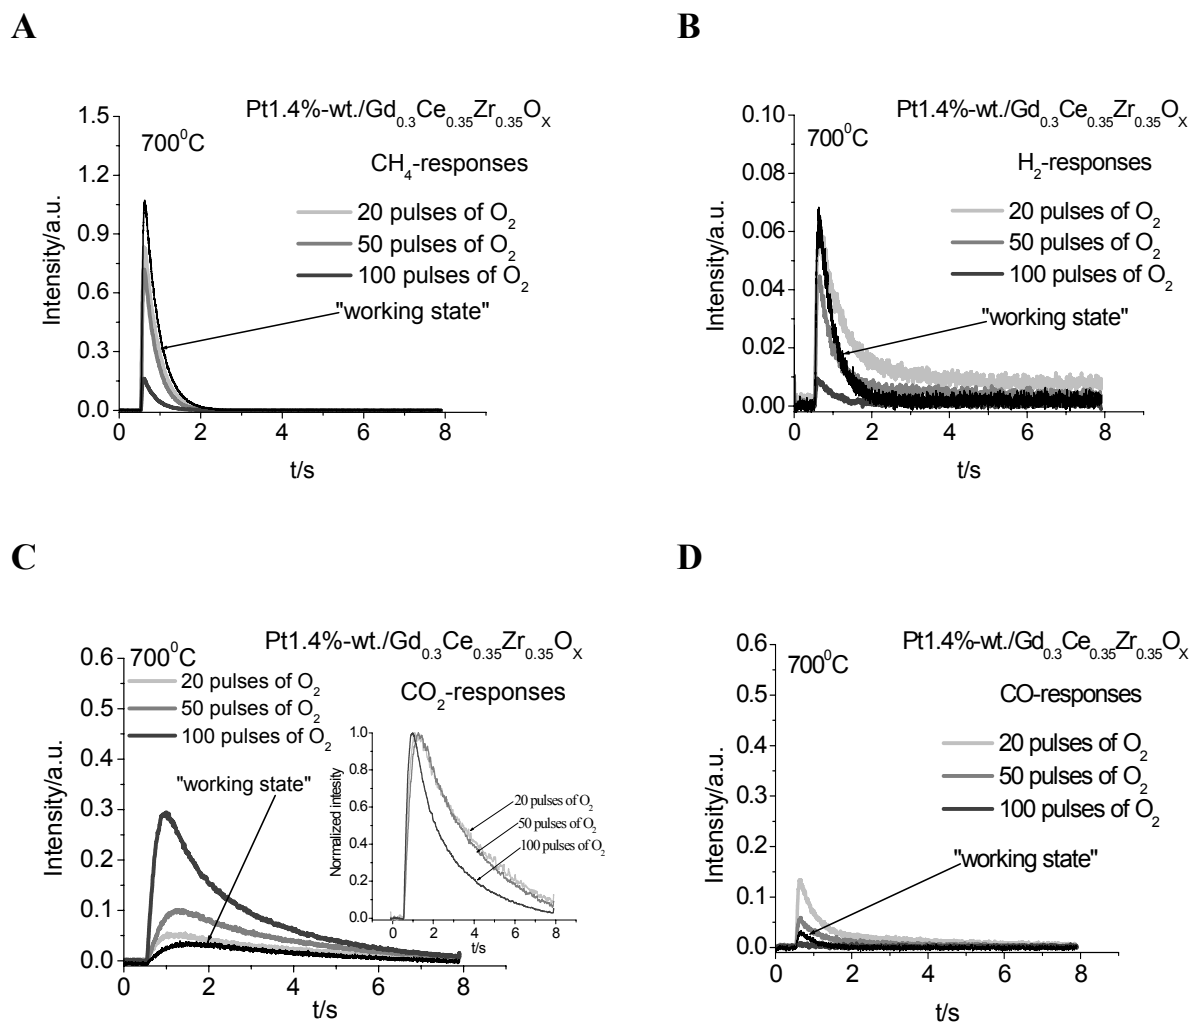 A
Pt1.4%-wt./Gd0.3Ce0.35Zr0.35OX
700⁰C
CH4-responses
20 pulses of O2
50 pulses of O2
100 pulses of O2
"working state"
1.5
1.2
0.9
0.6
0.3
0.0
Intensity/a.u.
0 2 4 6 8
t/s
B
Pt1.4%-wt./Gd0.3Ce0.35Zr0.35OX
700⁰C
H2-responses
20 pulses of O2
50 pulses of O2
100 pulses of O2
"working state"
0.10
0.08
0.06
0.04
0.02
0.00
Intensity/a.u.
0 2 4 6 8
t/s
C
Pt1.4%-wt./Gd0.3Ce0.35Zr0.35OX
700⁰C
20 pulses of O2
50 pulses of O2
100 pulses of O2
CO2-responses
"working state"
0.6
0.5
0.4
0.3
0.2
0.1
0.0
Intensity/a.u.
0 2 4 6 8
t/s
1.0
0.8
0.6
0.4
0.2
0.0
Normalized intesity
20 pulses of O2
50 pulses of O2
100 pulses of O2
0 2 4 6 8
t/s
D
Pt1.4%-wt./Gd0.3Ce0.35Zr0.35OX
700⁰C
CO-responses
20 pulses of O2
50 pulses of O2
100 pulses of O2
"working state"
0.6
0.5
0.4
0.3
0.2
0.1
0.0
Intensity/a.u.
0 2 4 6 8
t/s